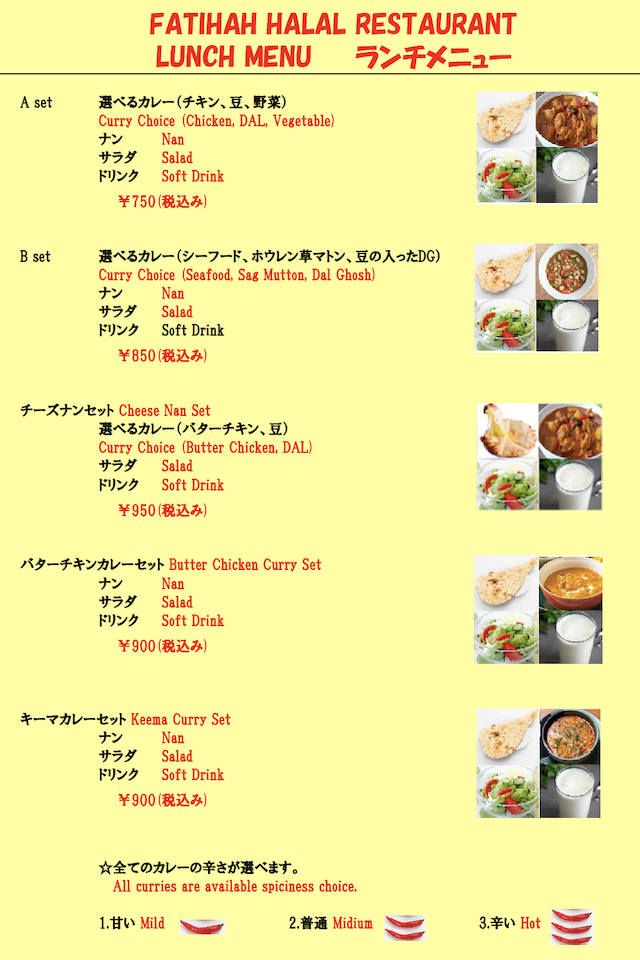 FATIHAH HALAL RESTAURANT
LUNCH MENU ランチメニュー
A set 選べるカレー(チキン、豆、野菜)
Curry Choice (Chicken, DAL, Vegetable)
ナン Nan
サラダ Salad
ドリンク Soft Drink
￥750(税込み)
B set 選べるカレー(シーフード、ホウレン草マトン、豆の入ったDG)
Curry Choice (Seafood, Sag Mutton, Dal Ghosh)
ナン Nan
サラダ Salad
ドリンク Soft Drink
￥850(税込み)
チーズナンセット Cheese Nan Set
選べるカレー(バターチキン、豆)
Curry Choice (Butter Chicken, DAL)
サラダ Salad
ドリンク Soft Drink
￥950(税込み)
バターチキンカレーセット Butter Chicken Curry Set
ナン Nan
サラダ Salad
ドリンク Soft Drink
￥900(税込み)
キーマカレーセット Keema Curry Set
ナン Nan
サラダ Salad
ドリンク Soft Drink
￥900(税込み)
☆全てのカレーの辛さが選べます。
All curries are available spiciness choice.
1.甘い Mild 2.普通 Midium 3.辛い Hot